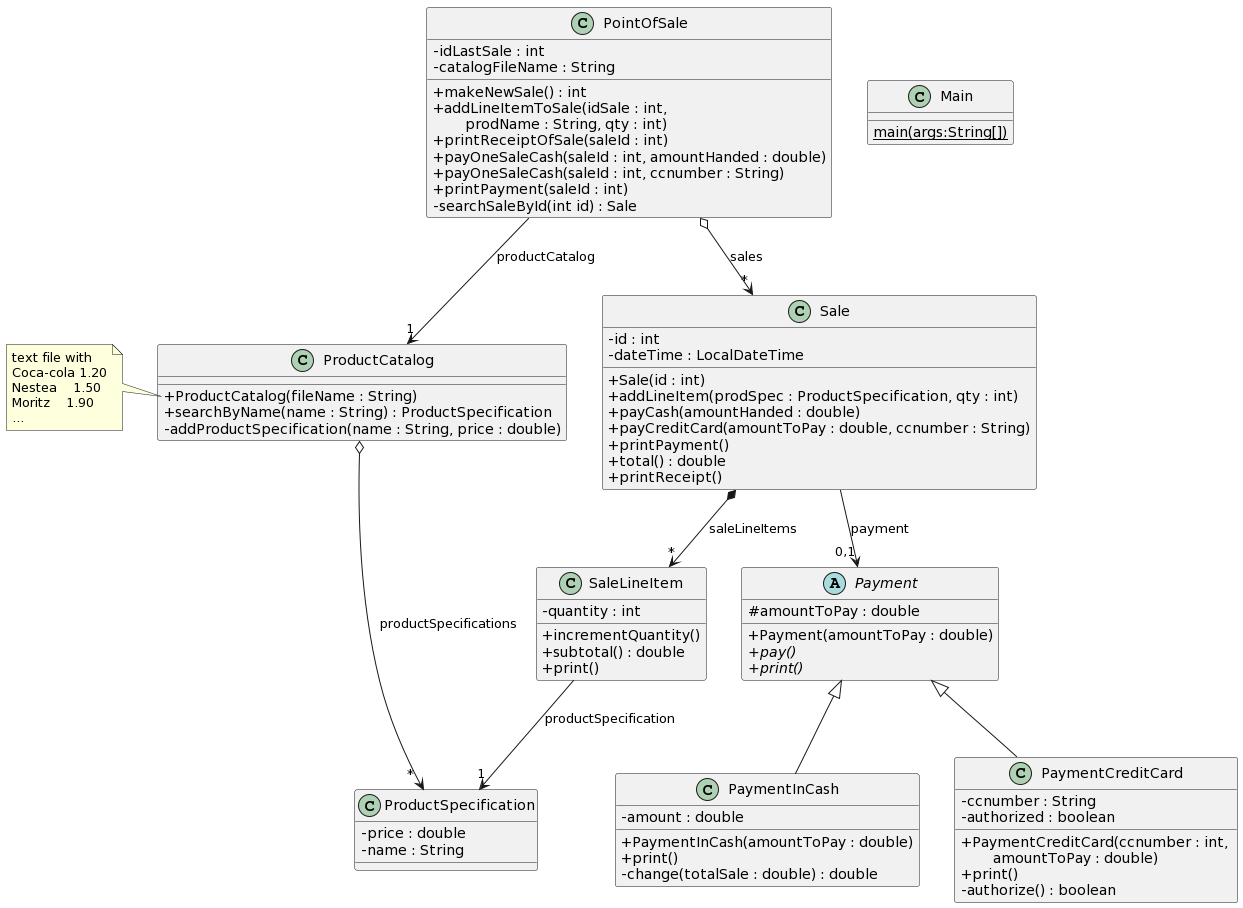 C PointOfSale
-idLastSale : int
-catalogFileName : String
+makeNewSale() : int
+addLineItemToSale(idSale : int,
prodName : String, qty : int)
+printReceiptOfSale(saleId : int)
+payOneSaleCash(saleId : int, amountHanded : double)
+payOneSaleCash(saleId : int, ccnumber : String)
+printPayment(saleId : int)
-searchSaleById(int id) : Sale
C Main
main(args:String[])
productCatalog
1
sales
*
text file with
Coca-cola 1.20
Nestea 1.50
Moritz 1.90
...
C ProductCatalog
+ProductCatalog(fileName : String)
+searchByName(name : String) : ProductSpecification
-addProductSpecification(name : String, price : double)
C Sale
-id : int
-dateTime : LocalDateTime
+Sale(id : int)
+addLineItem(prodSpec : ProductSpecification, qty : int)
+payCash(amountHanded : double)
+payCreditCard(amountToPay : double, ccnumber : String)
+printPayment()
+total() : double
+printReceipt()
saleLineItems
*
payment
0,1
C SaleLineItem
-quantity : int
+incrementQuantity()
+subtotal() : double
+print()
A Payment
#amountToPay : double
+Payment(amountToPay : double)
+pay()
+print()
productSpecifications
*
productSpecification
1
C ProductSpecification
-price : double
-name : String
C PaymentInCash
-amount : double
+PaymentInCash(amountToPay : double)
+print()
-change(totalSale : double) : double
C PaymentCreditCard
-ccnumber : String
-authorized : boolean
+PaymentCreditCard(ccnumber : int,
amountToPay : double)
+print()
-authorize() : boolean